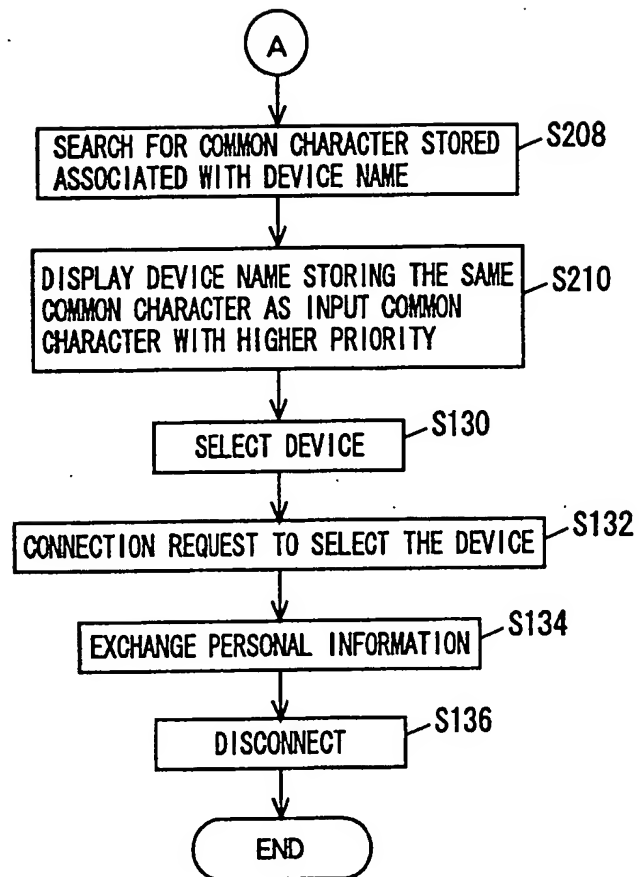 A
SEARCH FOR COMMON CHARACTER STORED
ASSOCIATED WITH DEVICE NAME
S208
DISPLAY DEVICE NAME STORING THE SAME
COMMON CHARACTER AS INPUT COMMON
CHARACTER WITH HIGHER PRIORITY
S210
SELECT DEVICE
S130
CONNECTION REQUEST TO SELECT THE DEVICE
S132
EXCHANGE PERSONAL INFORMATION
S134
DISCONNECT
S136
END